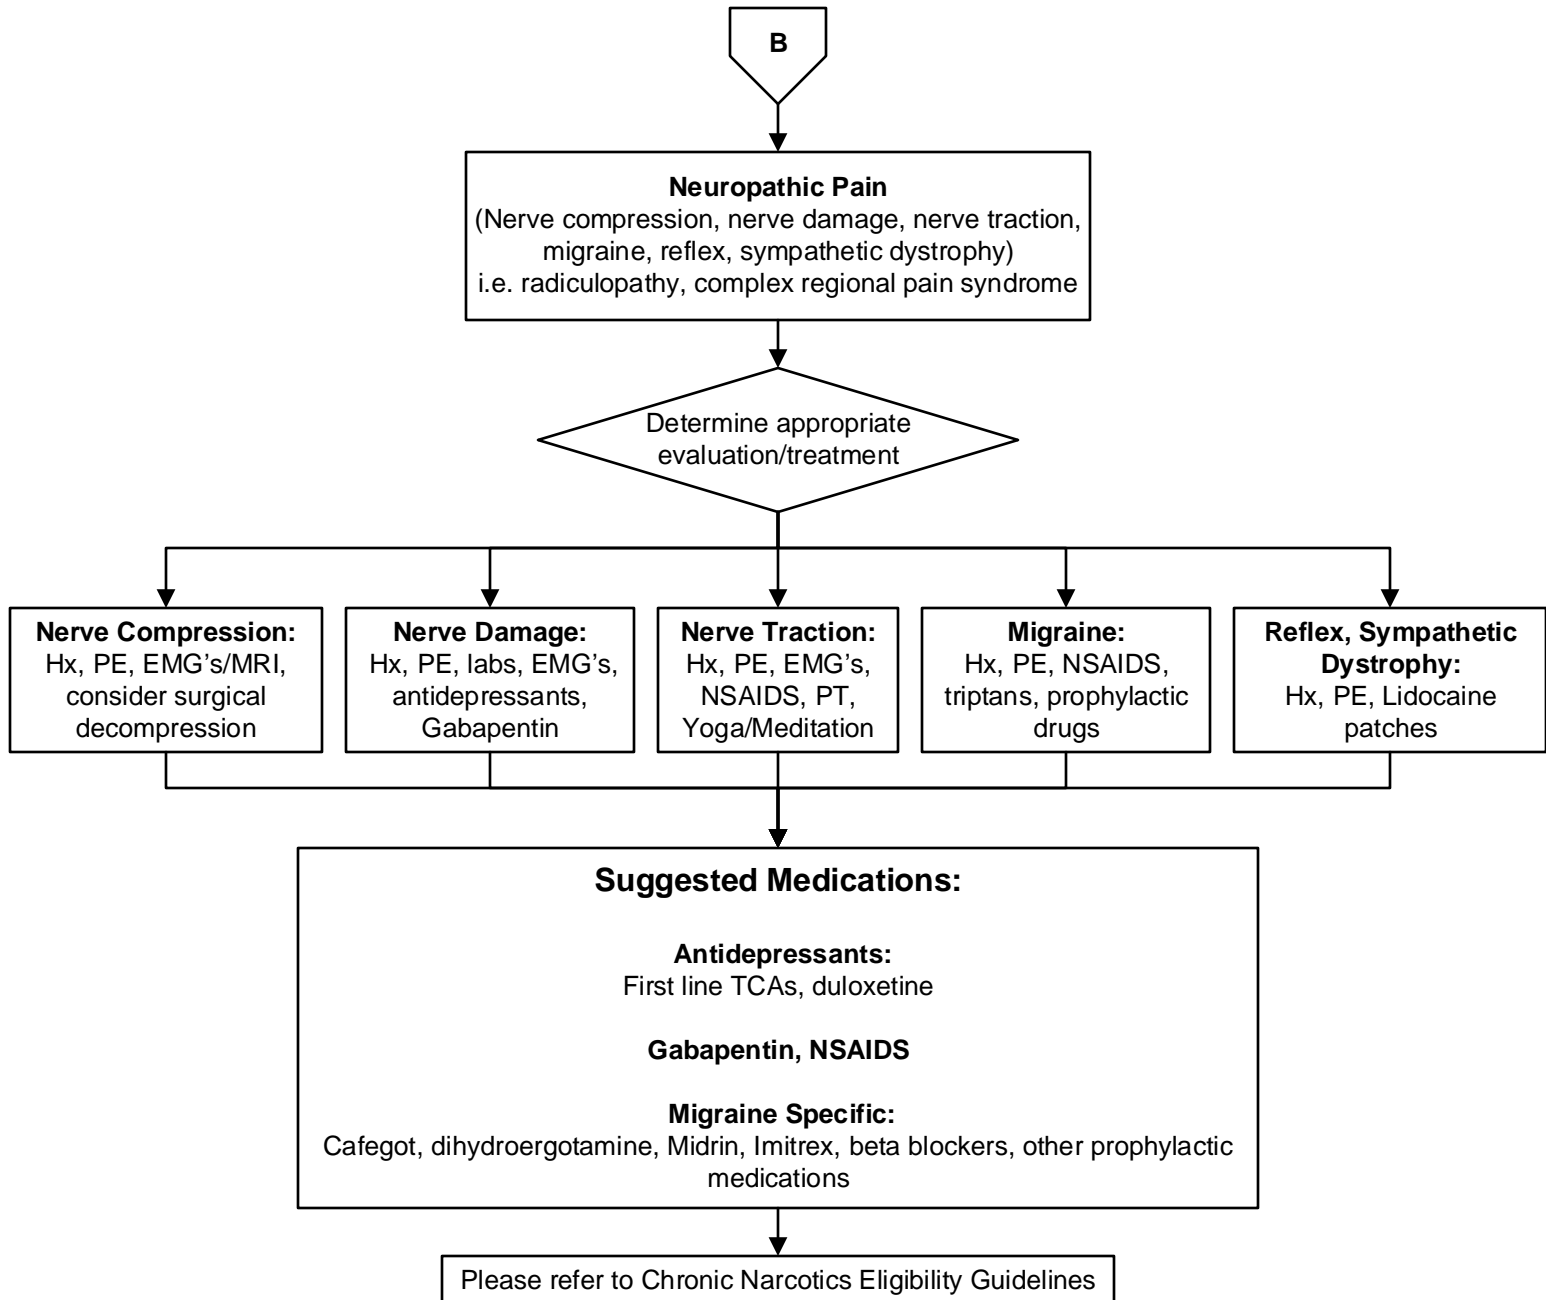 B
Neuropathic Pain
(Nerve compression, nerve damage, nerve traction,
migraine, reflex, sympathetic dystrophy)
i.e. radiculopathy, complex regional pain syndrome
Determine appropriate
evaluation/treatment
Nerve Compression:
Hx, PE, EMG’s/MRI,
consider surgical
decompression
Nerve Damage:
Hx, PE, labs, EMG’s,
antidepressants,
Gabapentin
Nerve Traction:
Hx, PE, EMG’s,
NSAIDS, PT,
Yoga/Meditation
Migraine:
Hx, PE, NSAIDS,
triptans, prophylactic
drugs
Reflex, Sympathetic
Dystrophy:
Hx, PE, Lidocaine
patches
Suggested Medications:
Antidepressants:
First line TCAs, duloxetine
Gabapentin, NSAIDS
Migraine Specific:
Cafegot, dihydroergotamine, Midrin, Imitrex, beta blockers, other prophylactic
medications
Please refer to Chronic Narcotics Eligibility Guidelines